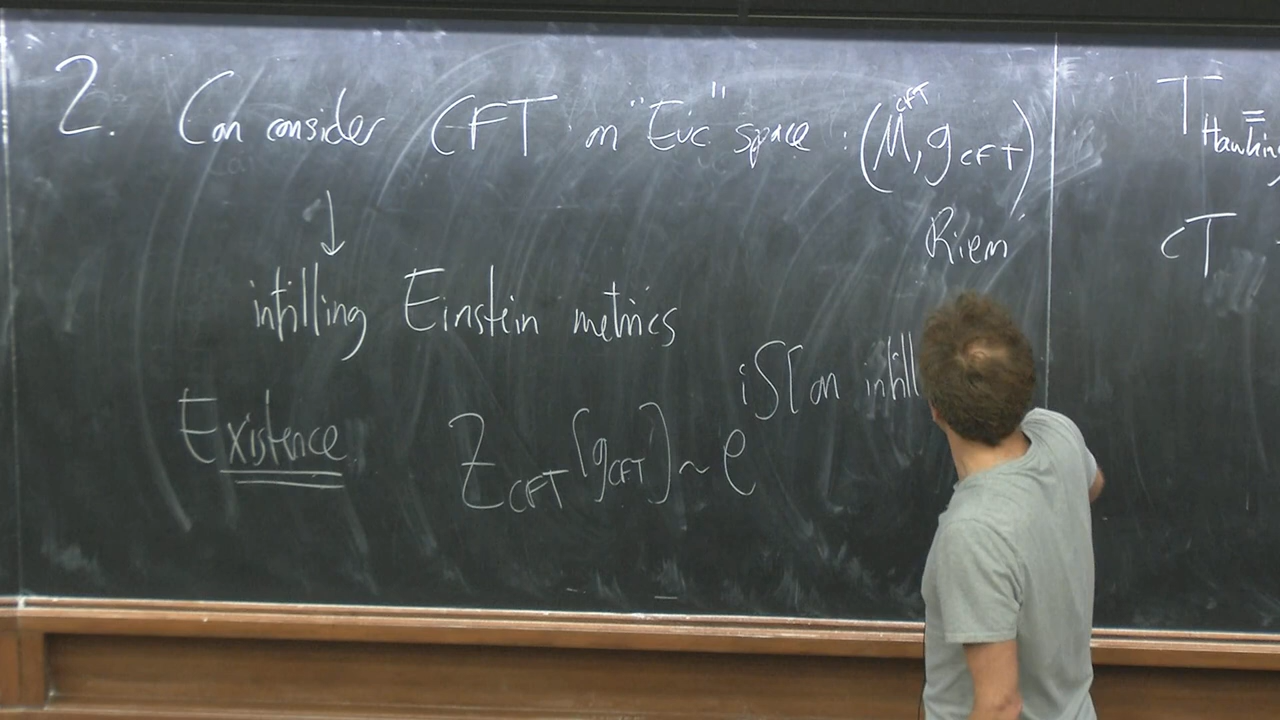 2. Can consider CFT on "Euc" space : (M^CFT, g_CFT)
Riem
↓
infilling Einstein metrics
Existence
Z_CFT [g_CFT] ~ e^iS[on infill
T_Hawking =
cT